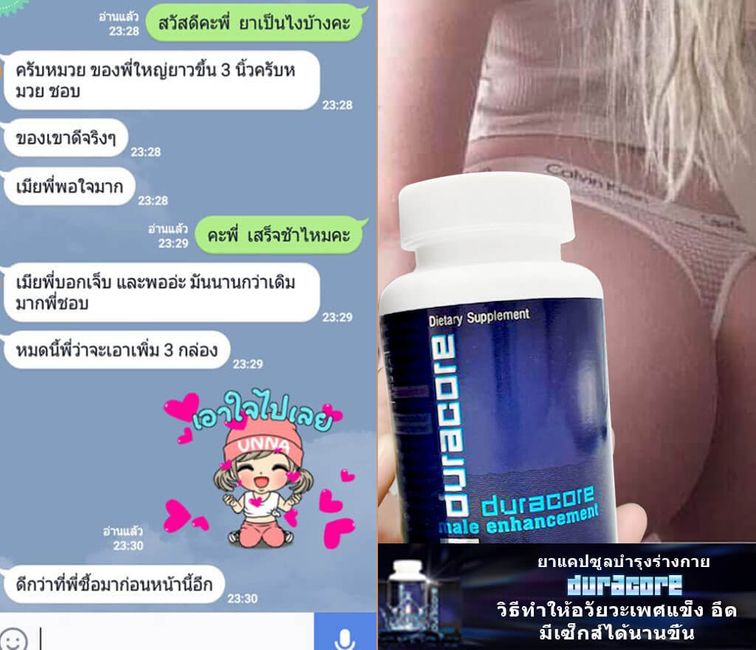 อ่านแล้ว
23:28
สวัสดีคะพี่ ยาเป็นไงบ้างคะ
ครับหมวย ของพี่ใหญ่ยาวขึ้น 3 นิ้วครับห
มวย ชอบ
23:28
ของเขาดีจริงๆ
23:28
เมียพี่พอใจมาก
23:28
อ่านแล้ว
23:29
คะพี่ เสร็จช้าไหมคะ
เมียพี่บอกเจ็บ และพออ่ะ มันนานกว่าเดิม
มากพี่ชอบ
23:29
หมดนี้พี่ว่าจะเอาเพิ่ม 3 กล่อง
23:29
เอาใจไปเลย
UNNA
อ่านแล้ว
23:30
ดีกว่าที่พี่ซื้อมาก่อนหน้านี้อีก
23:30
Calvin Klein
Dietary Supplement
duracore
duracore
male enhancement
ยาแคปซูลบำรุงร่างกาย
duracore
วิธีทำให้อวัยวะเพศแข็ง อึด
มีเซ็กส์ได้นานขึ้น